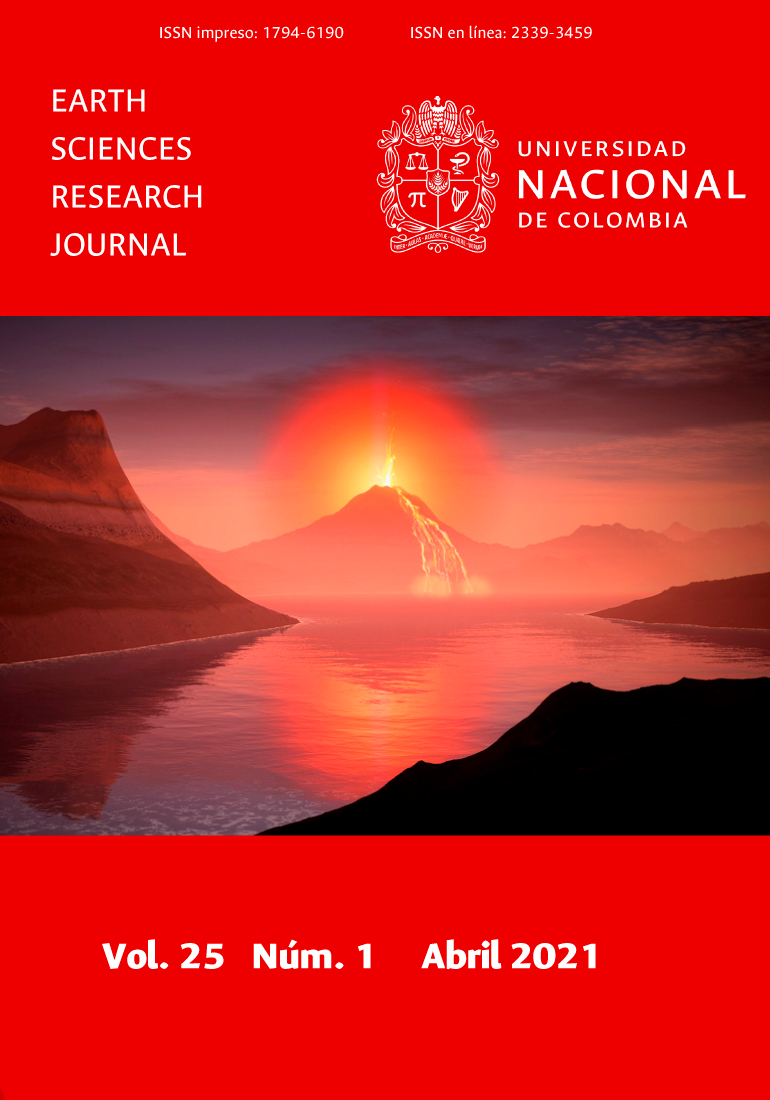 ISSN impreso: 1794-6190 ISSN en línea: 2339-3459
EARTH
SCIENCES
RESEARCH
JOURNAL
π
UNIVERSIDAD
NACIONAL
DE COLOMBIA
Vol. 25 Núm. 1 Abril 2021